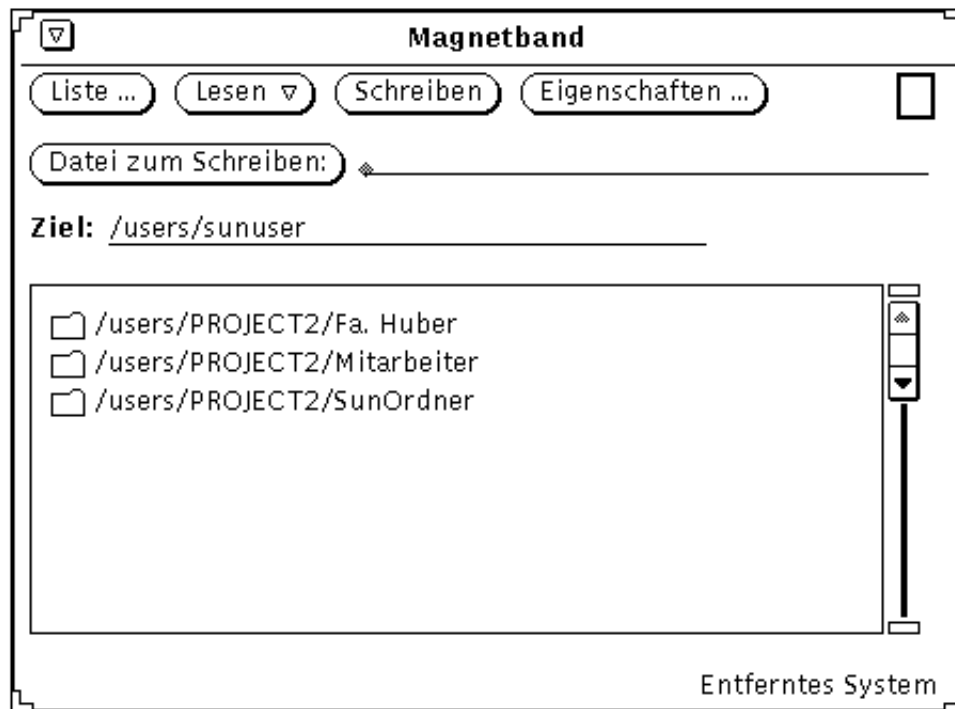 Magnetband
Liste ... Lesen Schreiben Eigenschaften ...
Datei zum Schreiben:
Ziel: /users/sunuser
/users/PROJECT2/Fa. Huber
/users/PROJECT2/Mitarbeiter
/users/PROJECT2/SunOrdner
Entferntes System